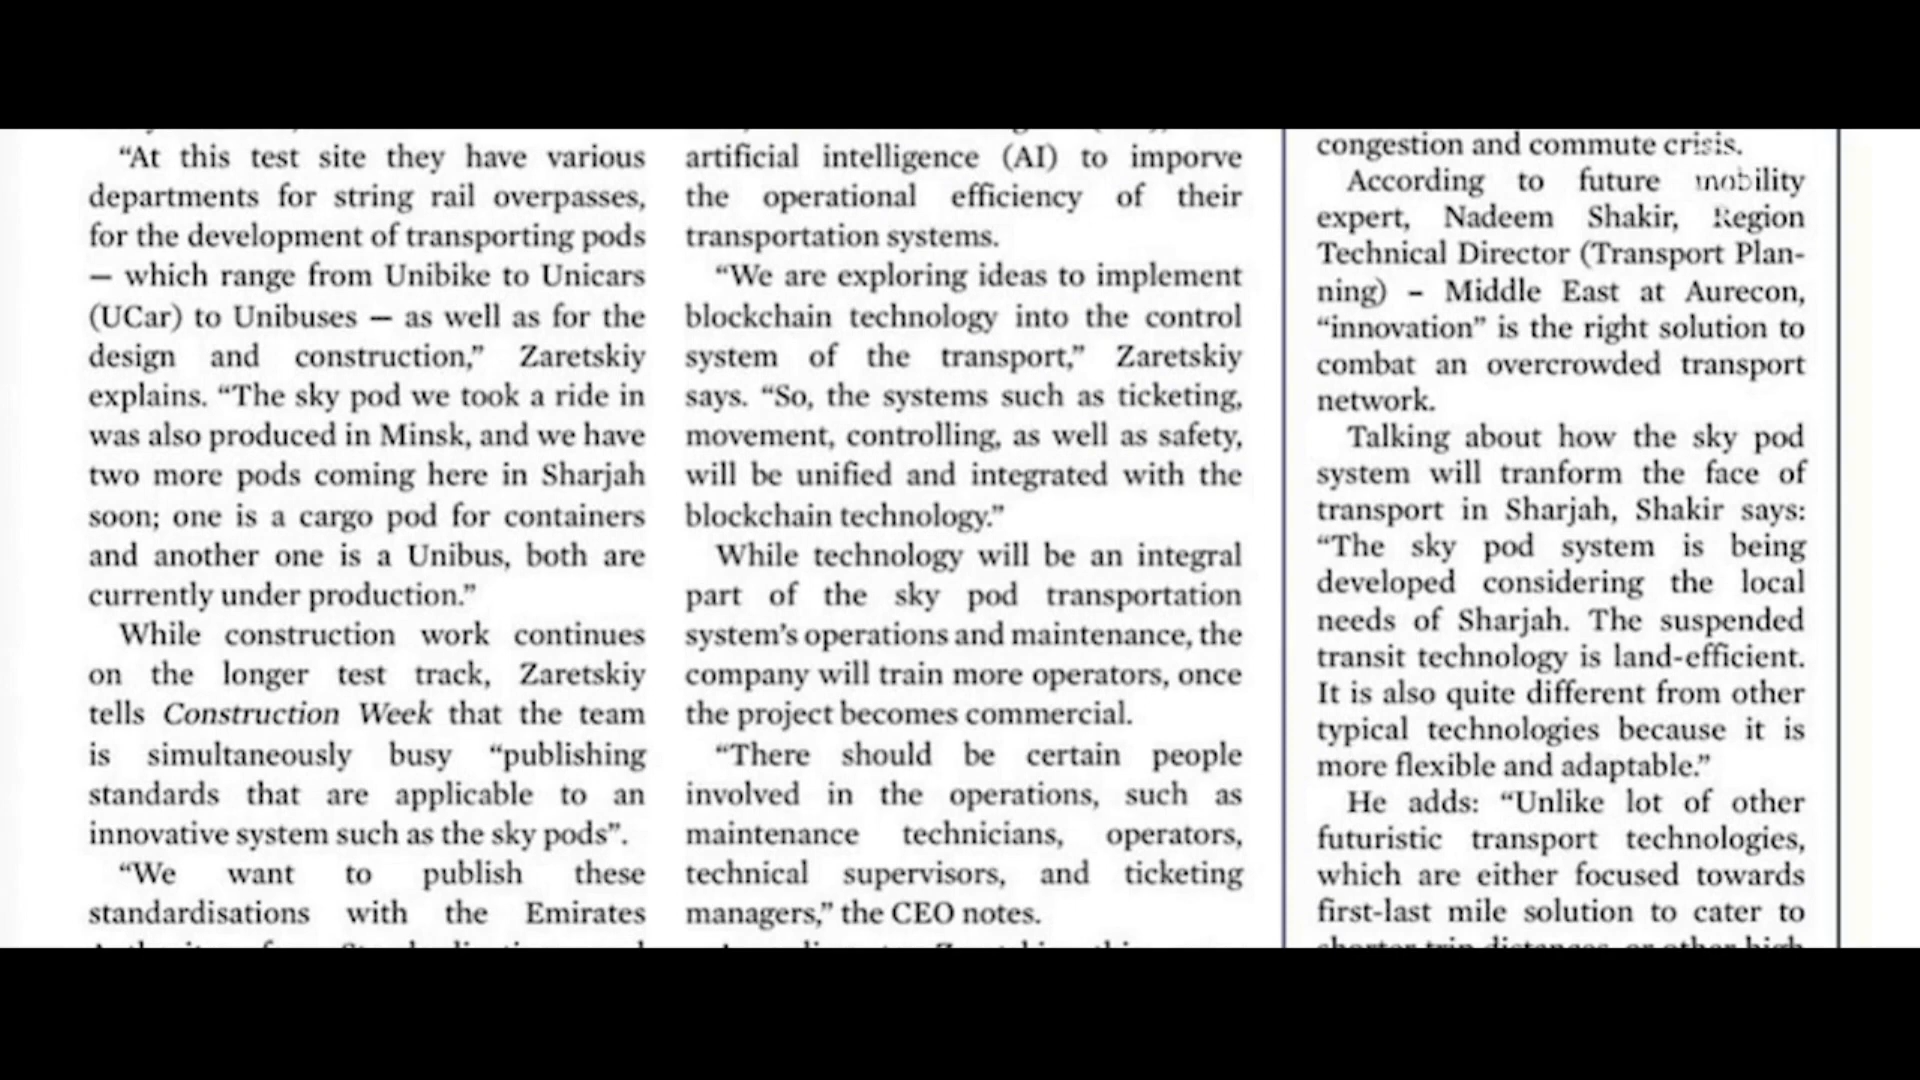 “At this test site they have various
departments for string rail overpasses,
for the development of transporting pods
— which range from Unibike to Unicars
(UCar) to Unibuses — as well as for the
design and construction,” Zaretskiy
explains. “The sky pod we took a ride in
was also produced in Minsk, and we have
two more pods coming here in Sharjah
soon; one is a cargo pod for containers
and another one is a Unibus, both are
currently under production.”
While construction work continues
on the longer test track, Zaretskiy
tells Construction Week that the team
is simultaneously busy “publishing
standards that are applicable to an
innovative system such as the sky pods”.
“We want to publish these
standardisations with the Emirates
artificial intelligence (AI) to imporve
the operational efficiency of their
transportation systems.
“We are exploring ideas to implement
blockchain technology into the control
system of the transport,” Zaretskiy
says. “So, the systems such as ticketing,
movement, controlling, as well as safety,
will be unified and integrated with the
blockchain technology.”
While technology will be an integral
part of the sky pod transportation
system’s operations and maintenance, the
company will train more operators, once
the project becomes commercial.
“There should be certain people
involved in the operations, such as
maintenance technicians, operators,
technical supervisors, and ticketing
managers,” the CEO notes.
congestion and commute crisis.
According to future mobility
expert, Nadeem Shakir, Region
Technical Director (Transport Plan-
ning) – Middle East at Aurecon,
“innovation” is the right solution to
combat an overcrowded transport
network.
Talking about how the sky pod
system will tranform the face of
transport in Sharjah, Shakir says:
“The sky pod system is being
developed considering the local
needs of Sharjah. The suspended
transit technology is land-efficient.
It is also quite different from other
typical technologies because it is
more flexible and adaptable.”
He adds: “Unlike lot of other
futuristic transport technologies,
which are either focused towards
first-last mile solution to cater to
shorter trip distances, or other high